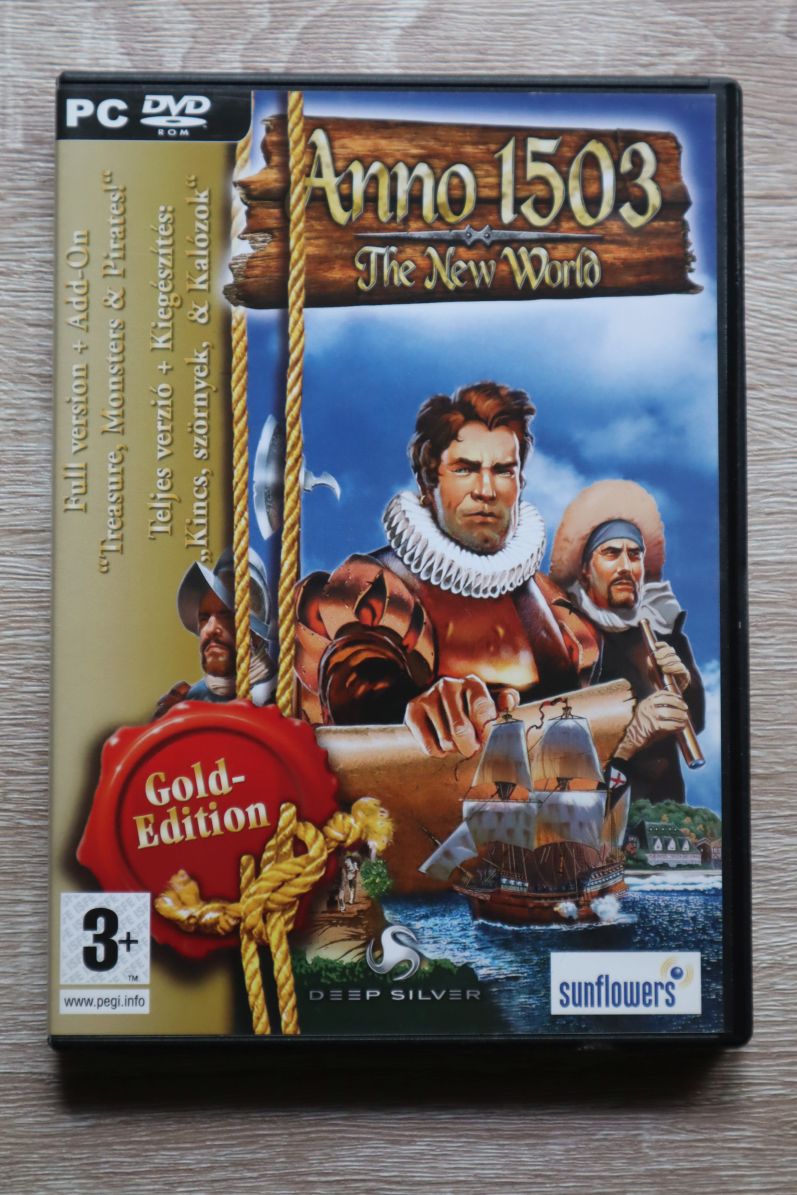 PC DVD
ROM
Anno 1503
The New World
Full version + Add-On
“Treasure, Monsters & Pirates!“
Teljes verzió + Kiegészítés:
„Kincs, szörnyek, & Kalózok“
Gold-
Edition
3+
TM
www.pegi.info
DEEP SILVER
sunflowers